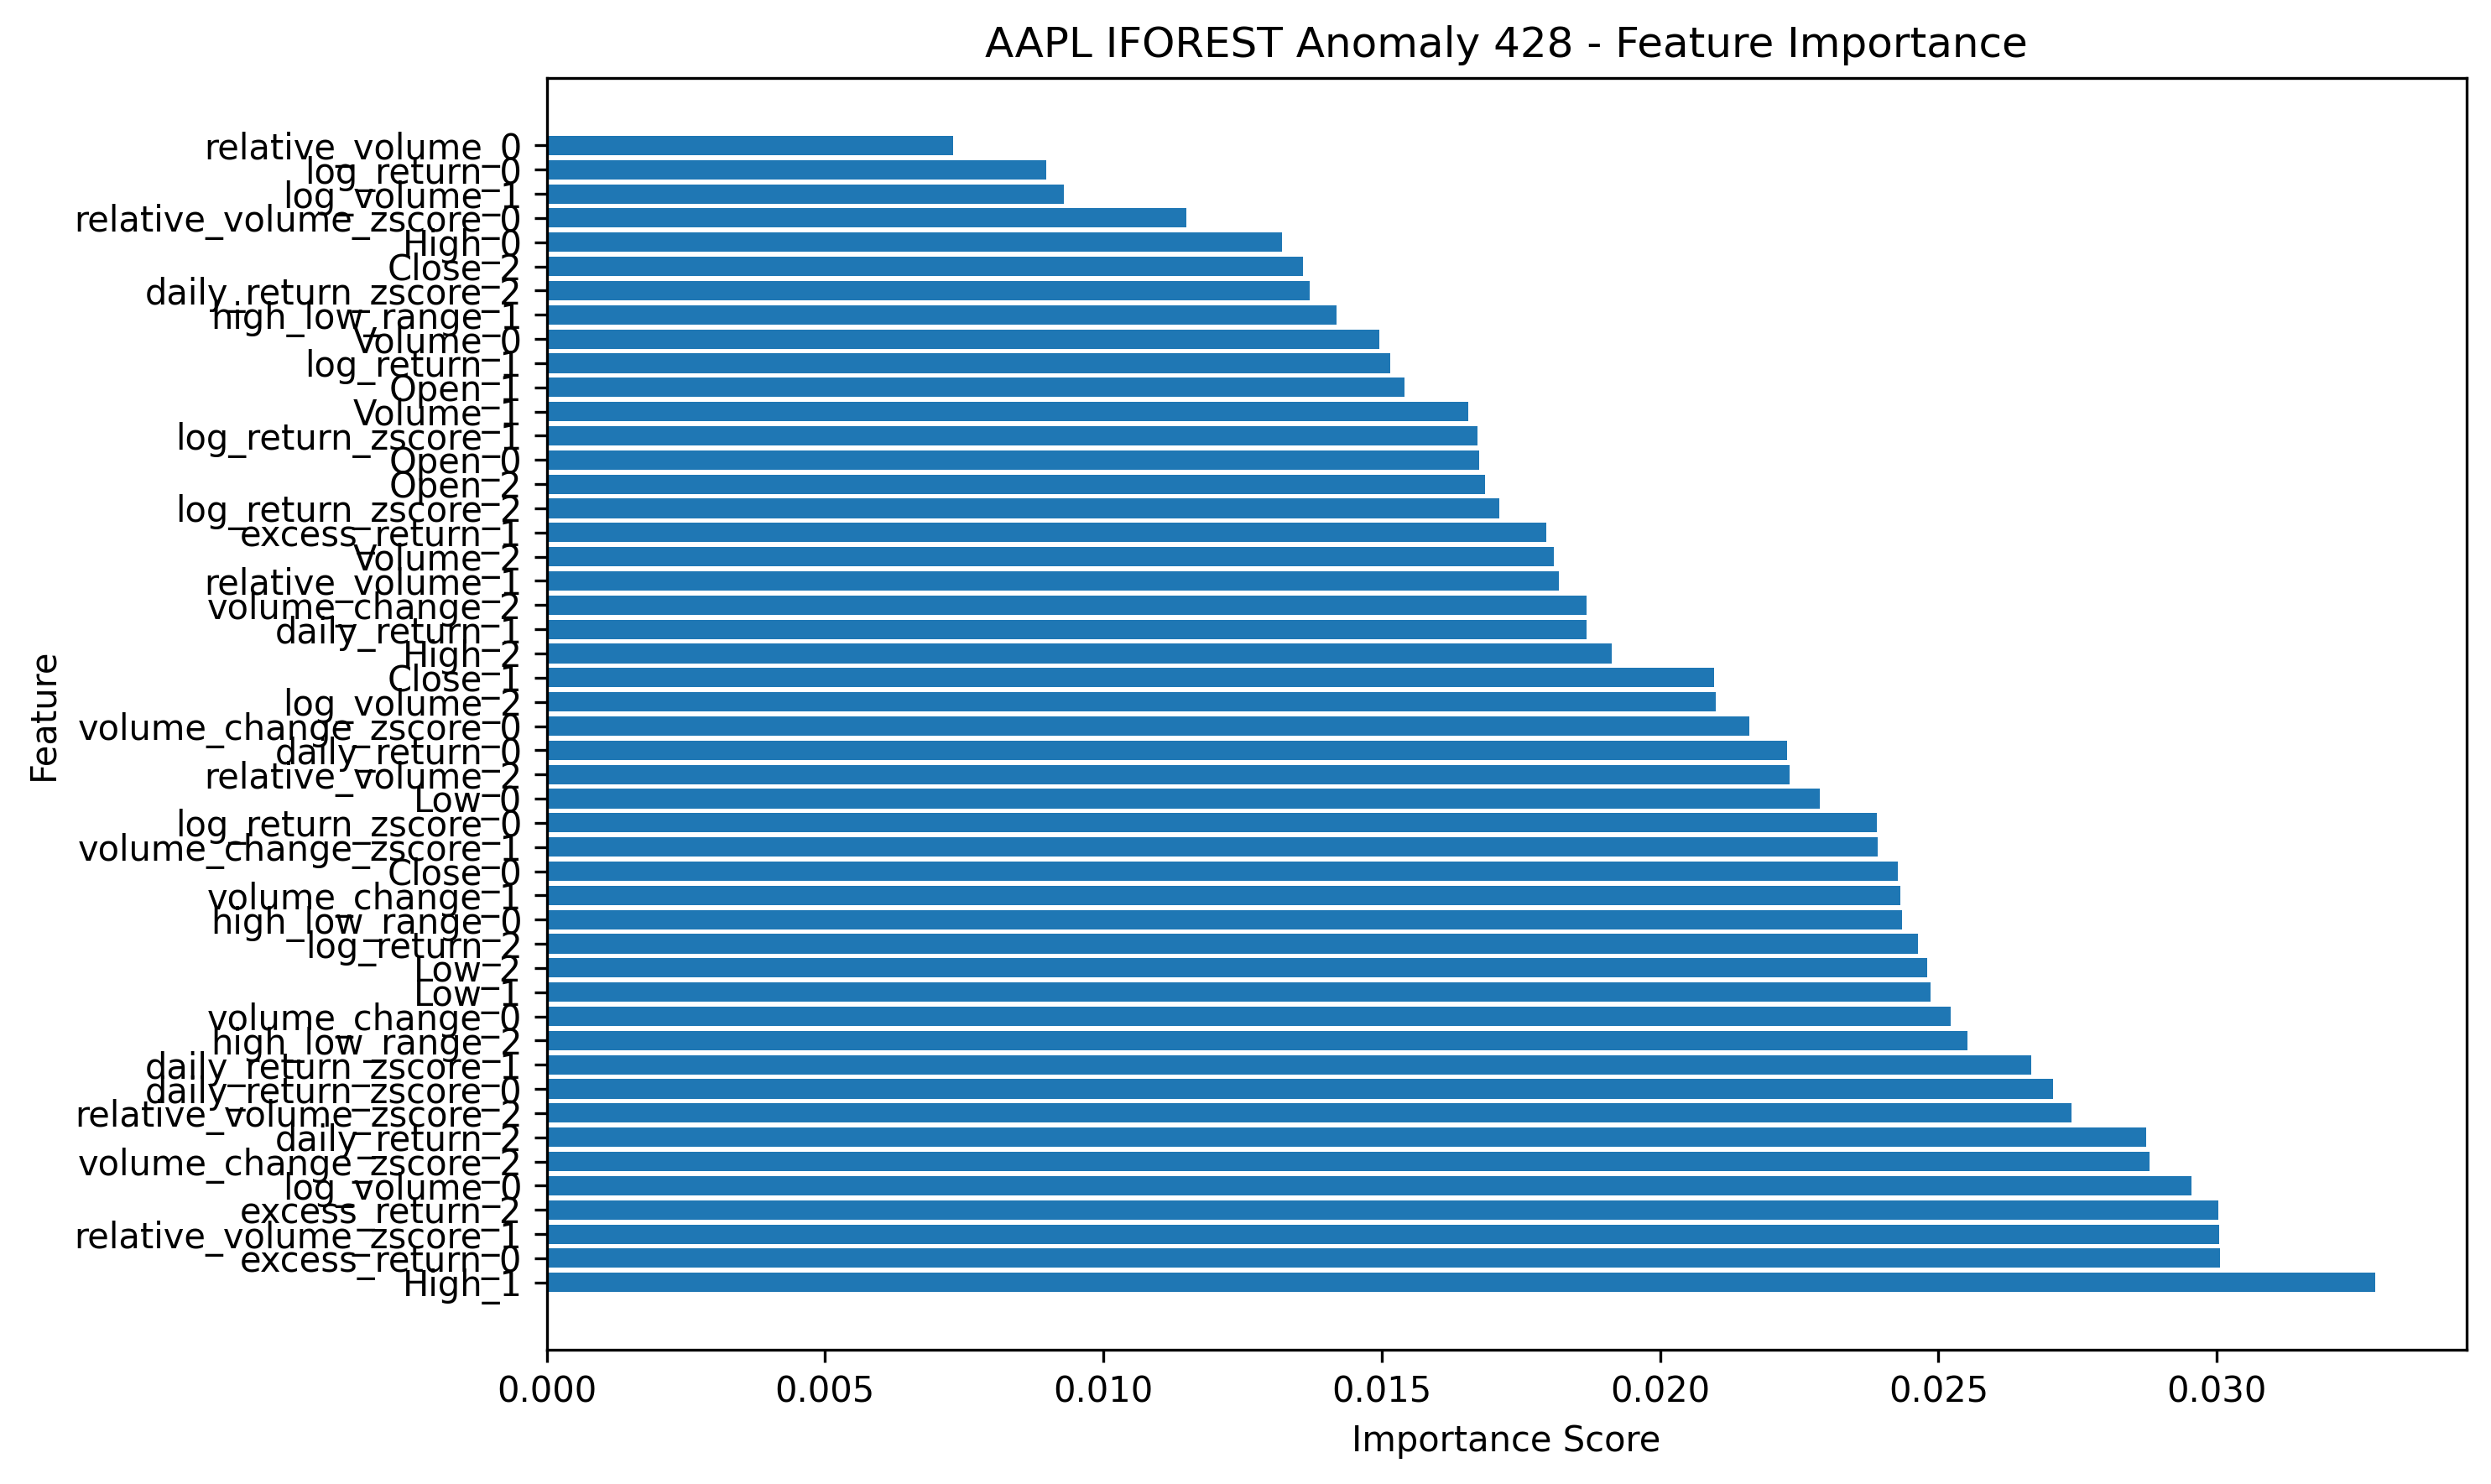 AAPL IFOREST Anomaly 428 - Feature Importance
relative_volume_0
log_return_0
log_volume_1
relative_volume_zscore_0
High_0
Close_2
daily_return_zscore_2
high_low_range_1
Volume_0
log_return_1
Open_1
Volume_1
log_return_zscore_1
Open_0
Open_2
log_return_zscore_2
excess_return_1
Volume_2
relative_volume_1
volume_change_2
daily_return_1
High_2
Close_1
log_volume_2
volume_change_zscore_0
daily_return_0
relative_volume_2
Low_0
log_return_zscore_0
volume_change_zscore_1
Close_0
volume_change_1
high_low_range_0
log_return_2
Low_2
Low_1
volume_change_0
high_low_range_2
daily_return_zscore_1
daily_return_zscore_0
relative_volume_zscore_2
daily_return_2
volume_change_zscore_2
log_volume_0
excess_return_2
relative_volume_zscore_1
excess_return_0
High_1
Feature
0.000 0.005 0.010 0.015 0.020 0.025 0.030
Importance Score